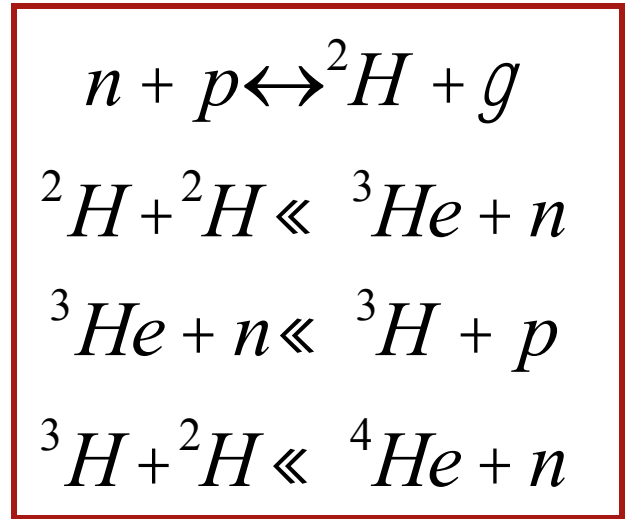 n + p↔²H + g
²H + ²H ≪ ³He + n
³He + n ≪ ³H + p
³H + ²H ≪ ⁴He + n